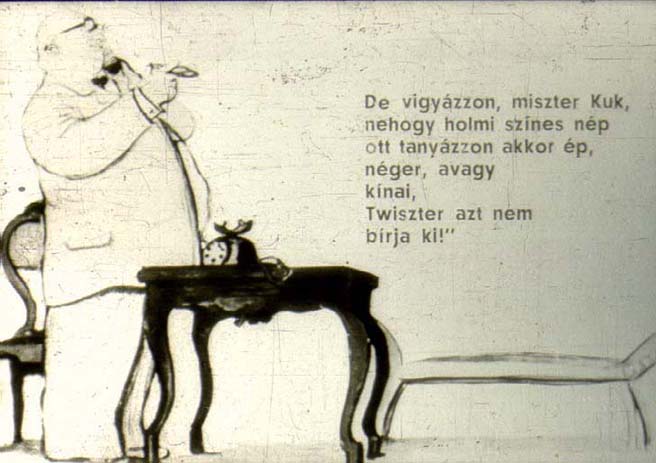 De vigyázzon, miszter Kuk,
nehogy holmi színes nép
ott tanyázzon akkor ép,
néger, avagy
kínai,
Twiszter azt nem
bírja ki!"